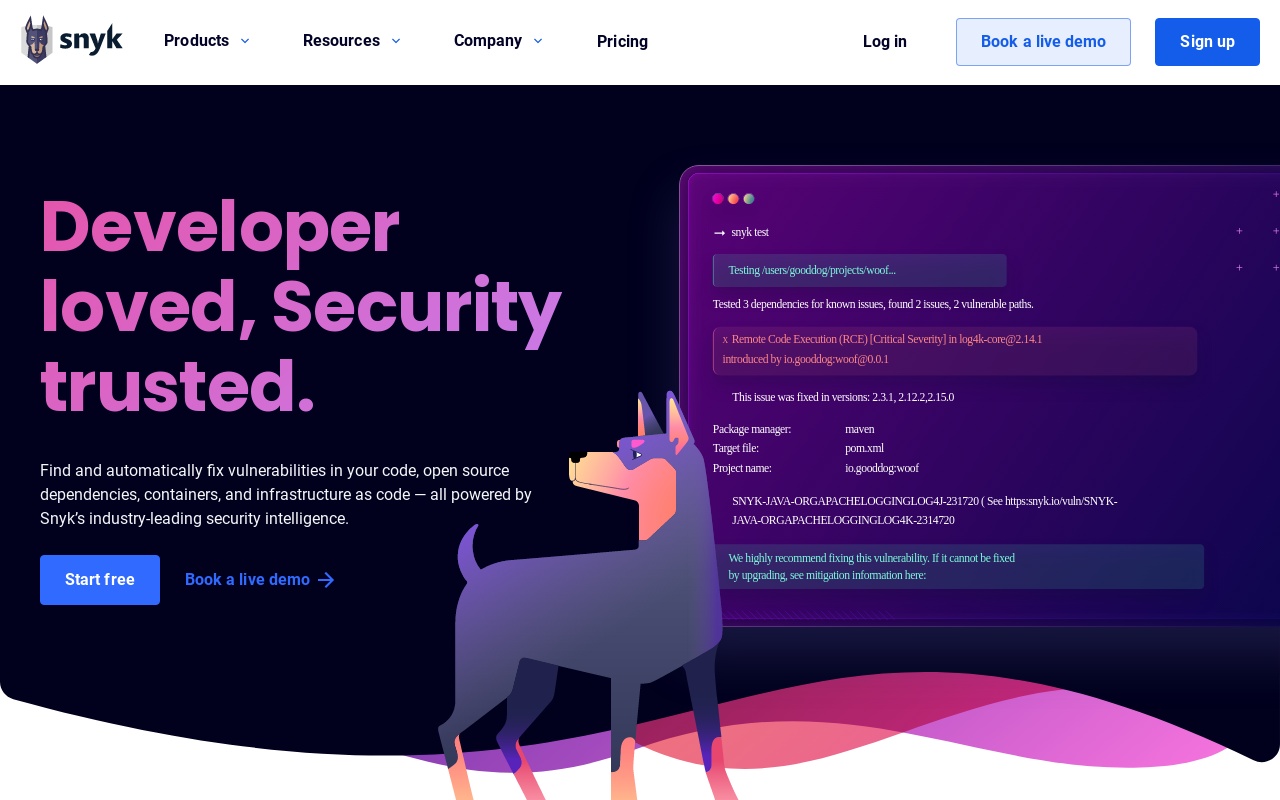 snyk
Products
Resources
Company
Pricing
Log in
Book a live demo
Sign up
Developer
loved, Security
trusted.
Find and automatically fix vulnerabilities in your code, open source
dependencies, containers, and infrastructure as code — all powered by
Snyk’s industry-leading security intelligence.
Start free
Book a live demo
→ snyk test
Testing /users/gooddog/projects/woof...
Tested 3 dependencies for known issues, found 2 issues, 2 vulnerable paths.
x Remote Code Execution (RCE) [Critical Severity] in log4k-core@2.14.1
introduced by io.gooddog:woof@0.0.1
This issue was fixed in versions: 2.3.1, 2.12.2,2.15.0
Package manager: maven
Target file: pom.xml
Project name: io.gooddog:woof
SNYK-JAVA-ORGAPACHELOGGINGLOG4J-231720 ( See https:snyk.io/vuln/SNYK-
JAVA-ORGAPACHELOGGINGLOG4K-2314720
We highly recommend fixing this vulnerability. If it cannot be fixed
by upgrading, see mitigation information here: